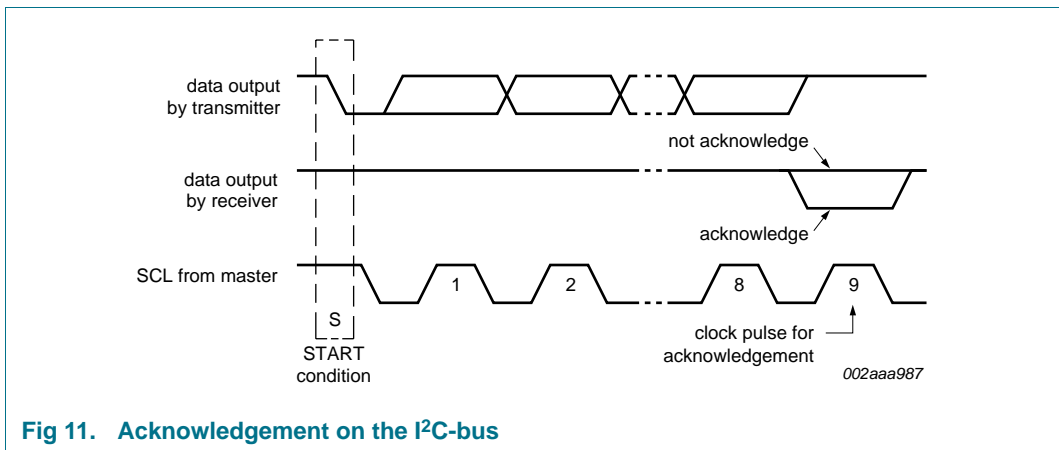 data output
by transmitter
not acknowledge
data output
by receiver
acknowledge
SCL from master
1
2
8
9
S
START
condition
clock pulse for
acknowledgement
002aaa987
Fig 11. Acknowledgement on the I²C-bus